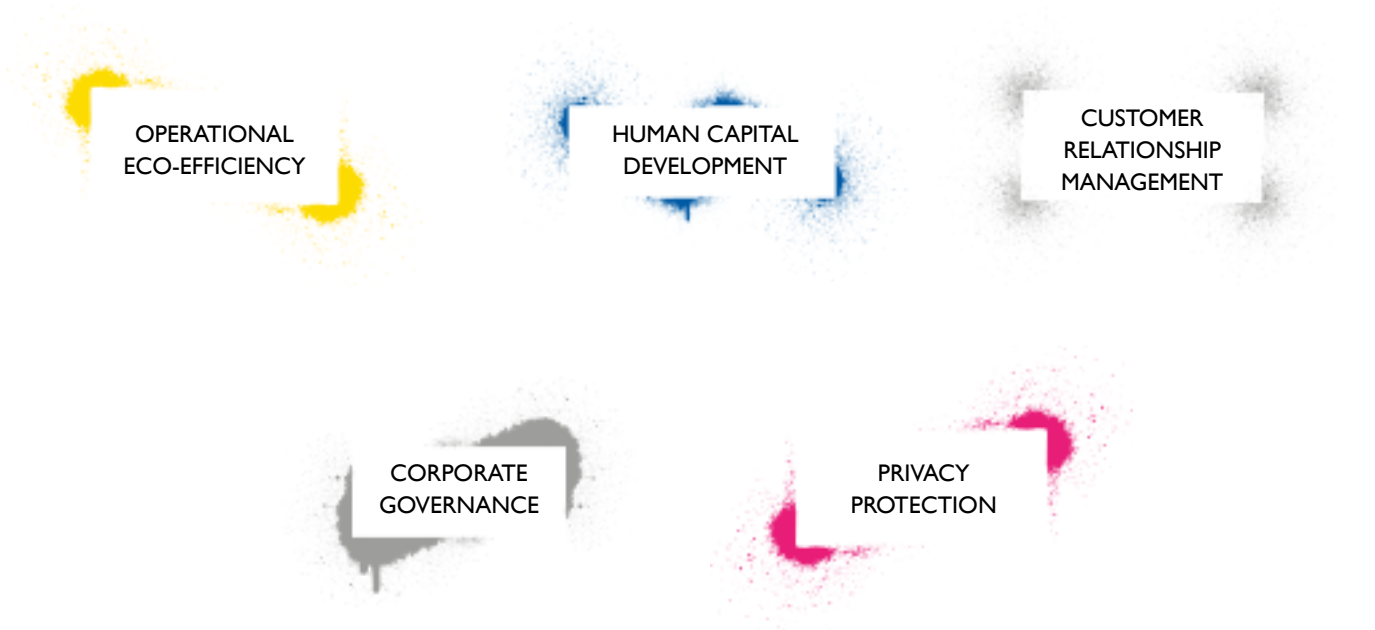 OPERATIONAL
ECO-EFFICIENCY
HUMAN CAPITAL
DEVELOPMENT
CUSTOMER
RELATIONSHIP
MANAGEMENT
CORPORATE
GOVERNANCE
PRIVACY
PROTECTION